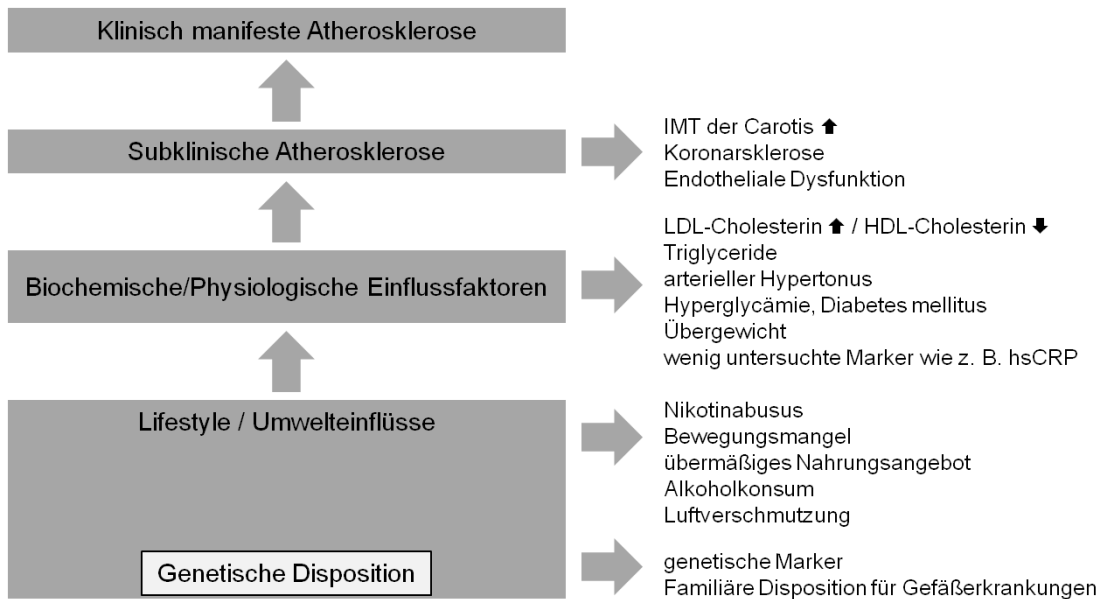 Klinisch manifeste Atherosklerose
Subklinische Atherosklerose
IMT der Carotis ⬆
Koronarsklerose
Endotheliale Dysfunktion
Biochemische/Physiologische Einflussfaktoren
LDL-Cholesterin ⬆ / HDL-Cholesterin ⬇
Triglyceride
arterieller Hypertonus
Hyperglycämie, Diabetes mellitus
Übergewicht
wenig untersuchte Marker wie z. B. hsCRP
Lifestyle / Umwelteinflüsse
Nikotinabusus
Bewegungsmangel
übermäßiges Nahrungsangebot
Alkoholkonsum
Luftverschmutzung
Genetische Disposition
genetische Marker
Familiäre Disposition für Gefäßerkrankungen